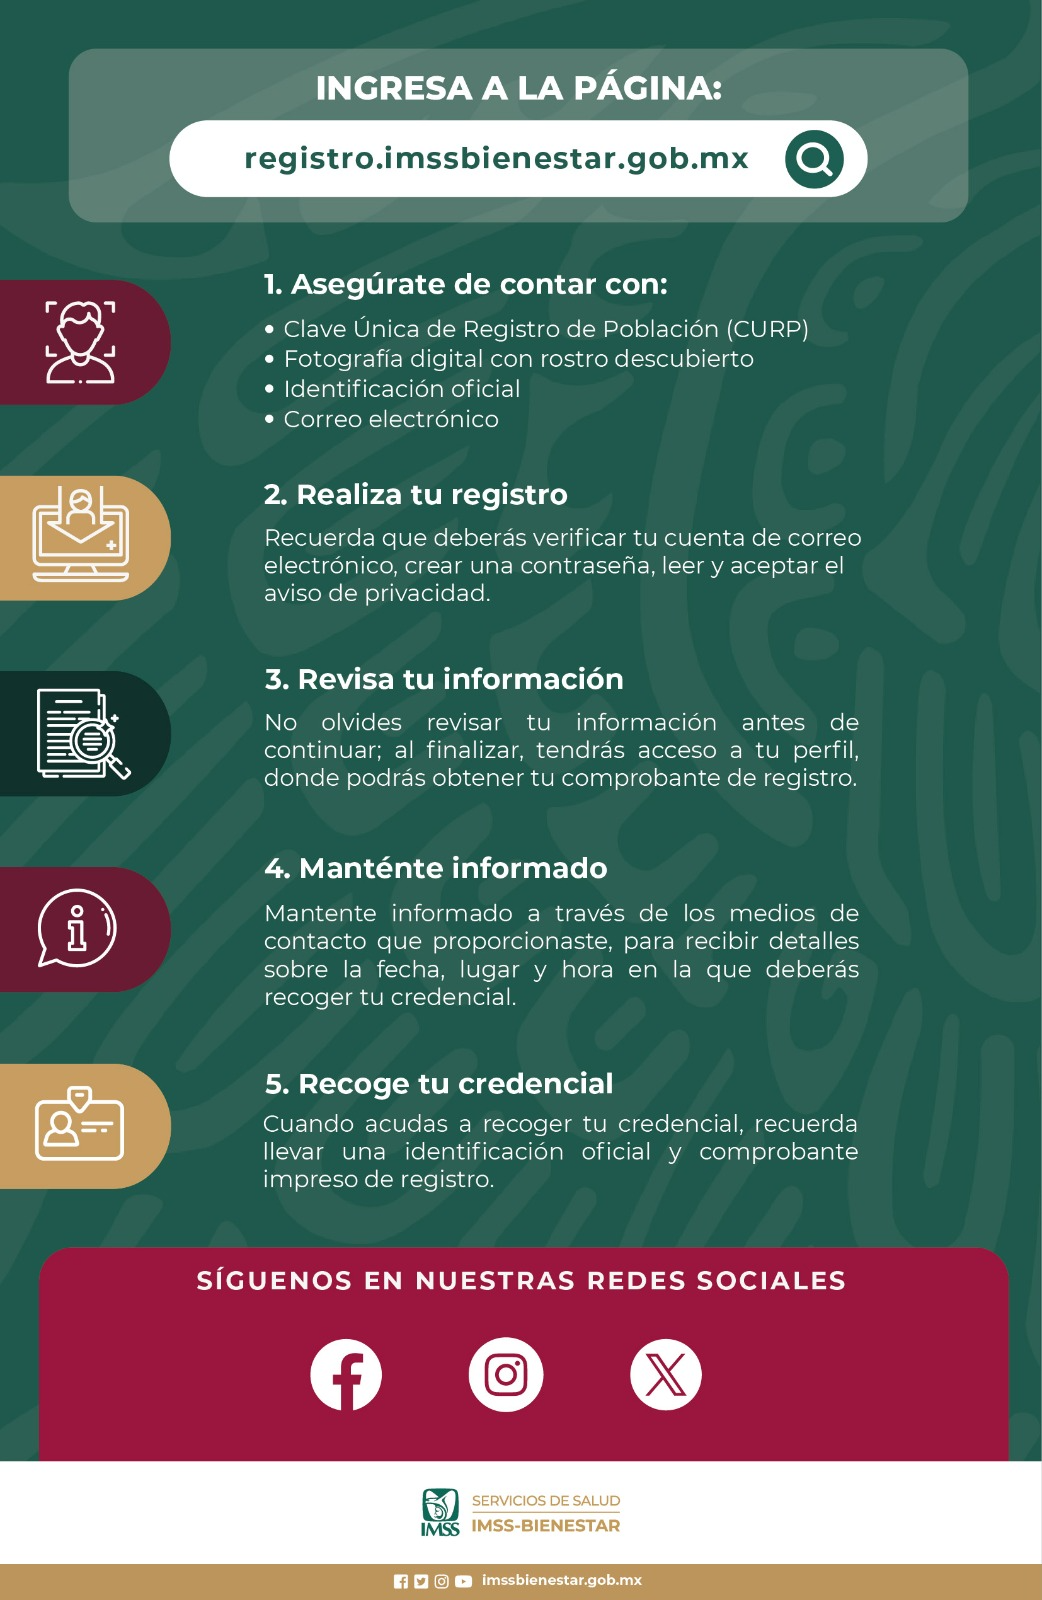 INGRESA A LA PÁGINA:
registro.imssbienestar.gob.mx
1. Asegúrate de contar con:
• Clave Única de Registro de Población (CURP)
• Fotografía digital con rostro descubierto
• Identificación oficial
• Correo electrónico
2. Realiza tu registro
Recuerda que deberás verificar tu cuenta de correo
electrónico, crear una contraseña, leer y aceptar el
aviso de privacidad.
3. Revisa tu información
No olvides revisar tu información antes de
continuar; al finalizar, tendrás acceso a tu perfil,
donde podrás obtener tu comprobante de registro.
4. Manténte informado
Mantente informado a través de los medios de
contacto que proporcionaste, para recibir detalles
sobre la fecha, lugar y hora en la que deberás
recoger tu credencial.
5. Recoge tu credencial
Cuando acudas a recoger tu credencial, recuerda
llevar una identificación oficial y comprobante
impreso de registro.
SÍGUENOS EN NUESTRAS REDES SOCIALES
IMSS
SERVICIOS DE SALUD
IMSS-BIENESTAR
imssbienestar.gob.mx